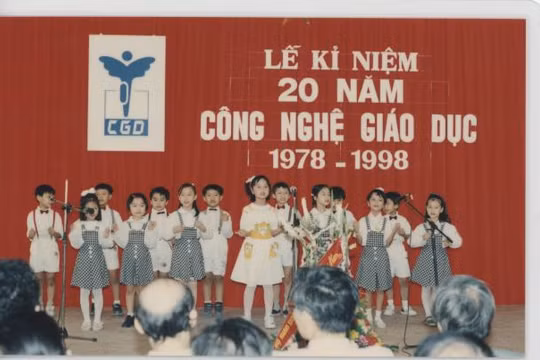 CGD
LỄ KỈ NIỆM
20 NĂM
CÔNG NGHỆ GIÁO DỤC
1978 - 1998